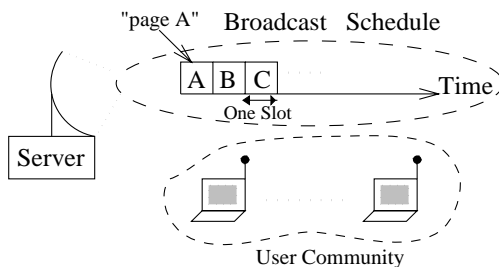 "page A"
Broadcast Schedule
A B C
Time
One Slot
Server
User Community